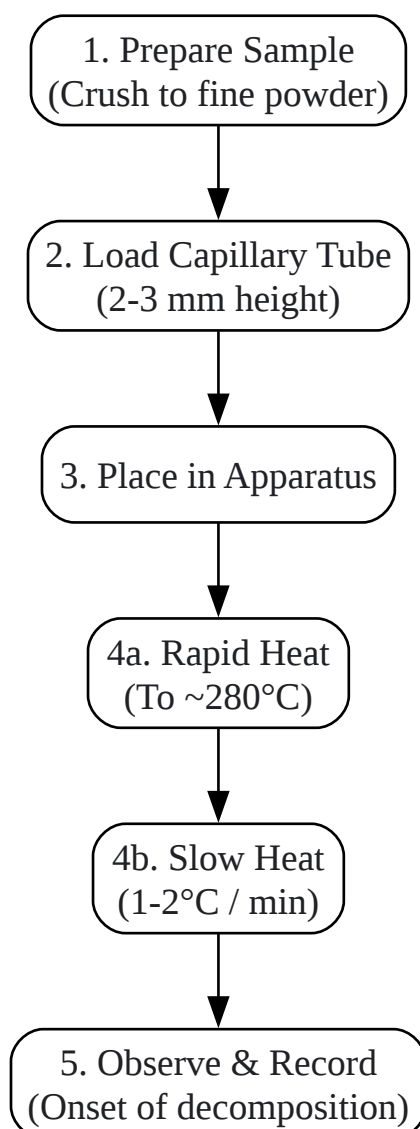 1. Prepare Sample
(Crush to fine powder)
2. Load Capillary Tube
(2-3 mm height)
3. Place in Apparatus
4a. Rapid Heat
(To ~280°C)
4b. Slow Heat
(1-2°C / min)
5. Observe & Record
(Onset of decomposition)